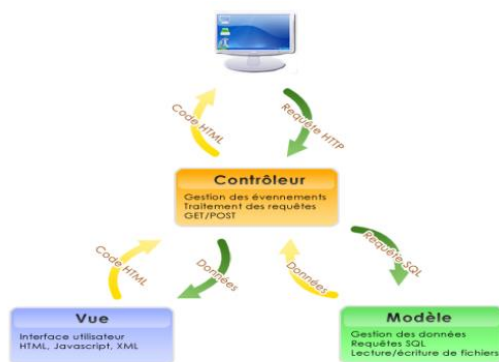 Code HTML
Requête HTTP
Contrôleur
Gestion des évennements
Traitement des requêtes
GET/POST
Code HTML
Données
Données
Requête SQL
Vue
Interface utilisateur
HTML, Javascript, XML
Modèle
Gestion des données
Requêtes SQL
Lecture/écriture de fichiers